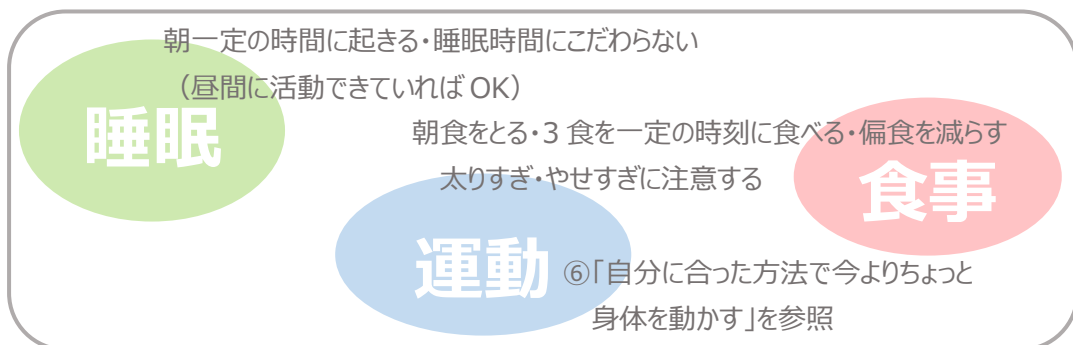 朝一定の時間に起きる・睡眠時間にこだわらない
（昼間に活動できていれば OK）
睡眠
朝食をとる・3 食を一定の時刻に食べる・偏食を減らす
太りすぎ・やせすぎに注意する
食事
運動
⑥「自分に合った方法で今よりちょっと
身体を動かす」を参照